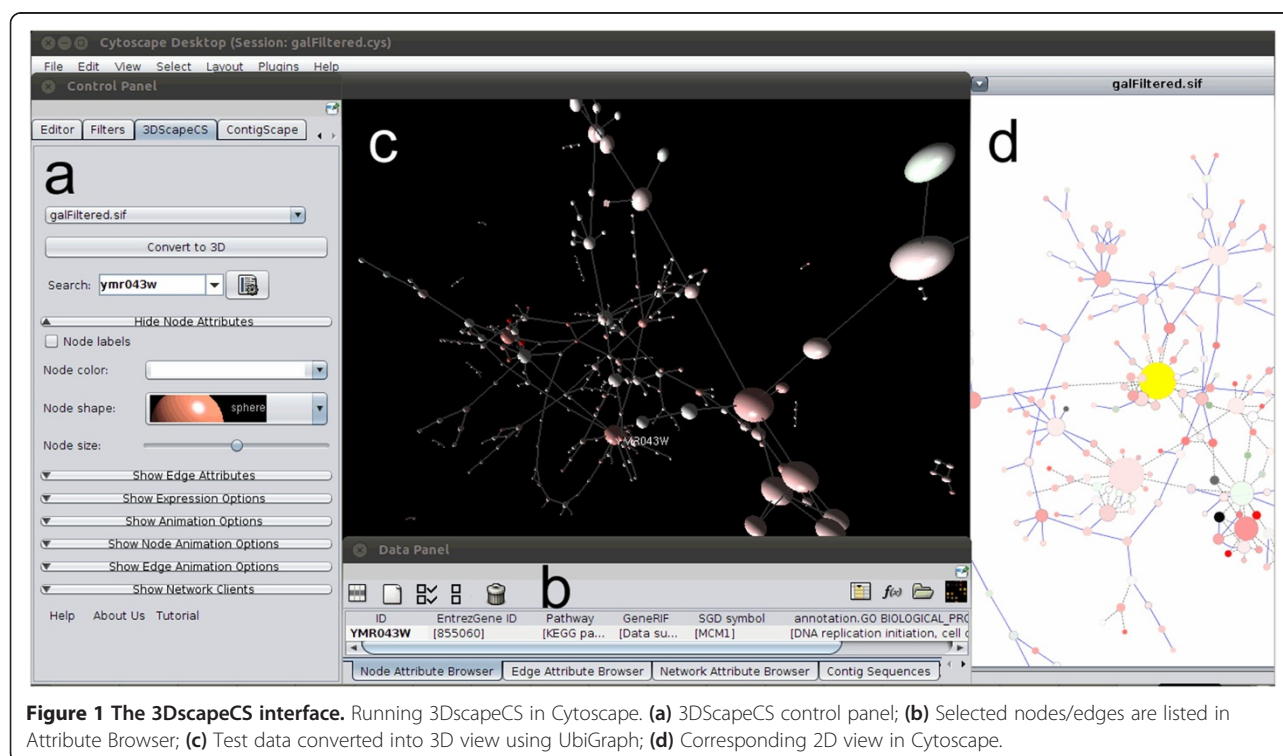 Cytoscape Desktop (Session: galFiltered.cys)
File Edit View Select Layout Plugins Help
Control Panel
galFiltered.sif
Editor Filters 3DScapeCS ContigScape
a
c
d
galFiltered.sif
Convert to 3D
Search: ymr043w
Hide Node Attributes
Node labels
Node color:
Node shape: sphere
Node size:
YMR043W
Show Edge Attributes
Show Expression Options
Show Animation Options
Show Node Animation Options
Show Edge Animation Options
Show Network Clients
Help About Us Tutorial
Data Panel
b
f(x)
ID EntrezGene ID Pathway GeneRIF SGD symbol annotation.GO BIOLOGICAL_PRO
YMR043W [855060] [KEGG pa... [Data su... [MCM1] [DNA replication initiation, cell c
Node Attribute Browser Edge Attribute Browser Network Attribute Browser Contig Sequences
Figure 1 The 3DscapeCS interface. Running 3DscapeCS in Cytoscape. (a) 3DScapeCS control panel; (b) Selected nodes/edges are listed in
Attribute Browser; (c) Test data converted into 3D view using UbiGraph; (d) Corresponding 2D view in Cytoscape.